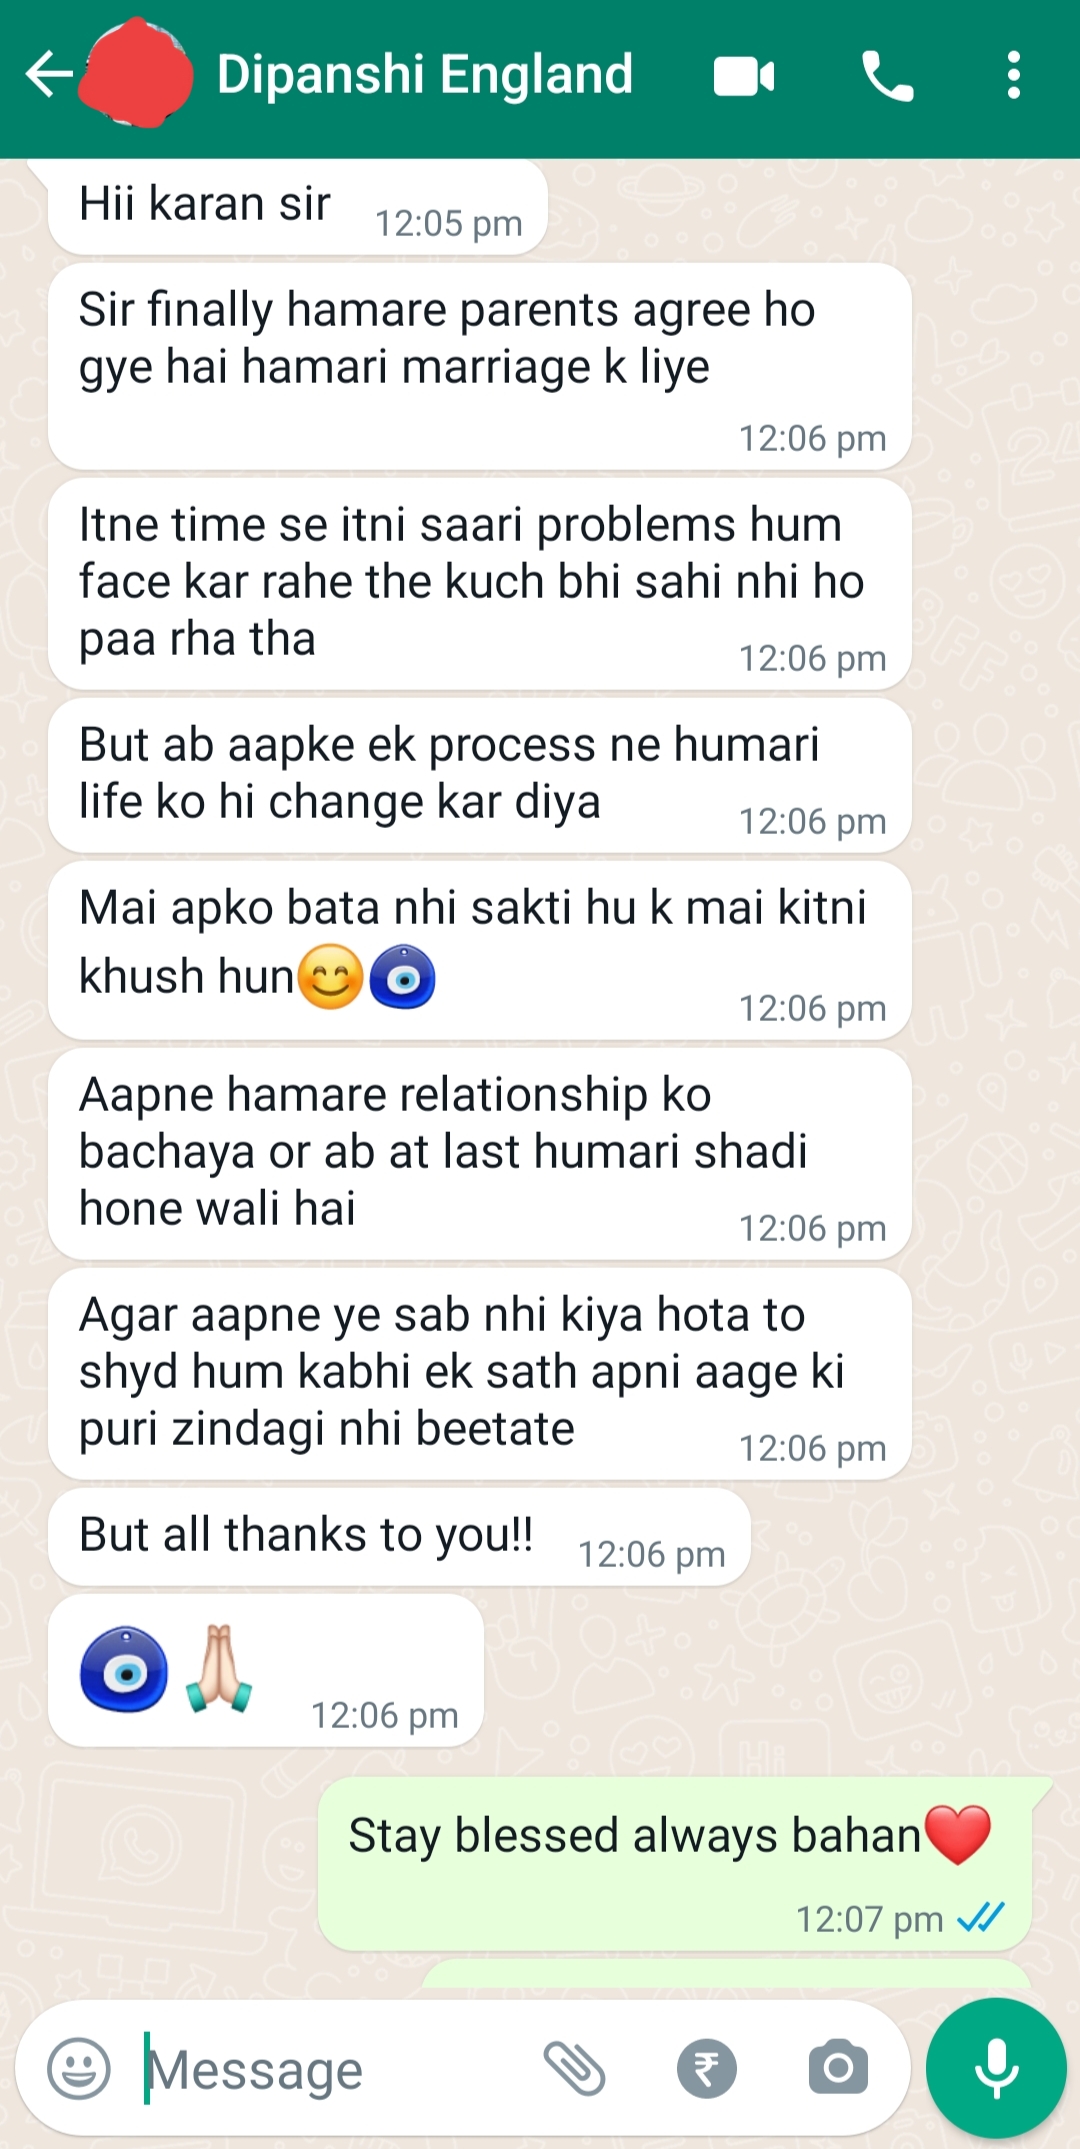 Dipanshi England
Hii karan sir
12:05 pm
Sir finally hamare parents agree ho
gye hai hamari marriage k liye
12:06 pm
Itne time se itni saari problems hum
face kar rahe the kuch bhi sahi nhi ho
paa rha tha
12:06 pm
But ab aapke ek process ne humari
life ko hi change kar diya
12:06 pm
Mai apko bata nhi sakti hu k mai kitni
khush hun😊🧿
12:06 pm
Aapne hamare relationship ko
bachaya or ab at last humari shadi
hone wali hai
12:06 pm
Agar aapne ye sab nhi kiya hota to
shyd hum kabhi ek sath apni aage ki
puri zindagi nhi beetate
12:06 pm
But all thanks to you!!
12:06 pm
🧿🙏🏻
12:06 pm
Stay blessed always bahan❤️
12:07 pm
Message